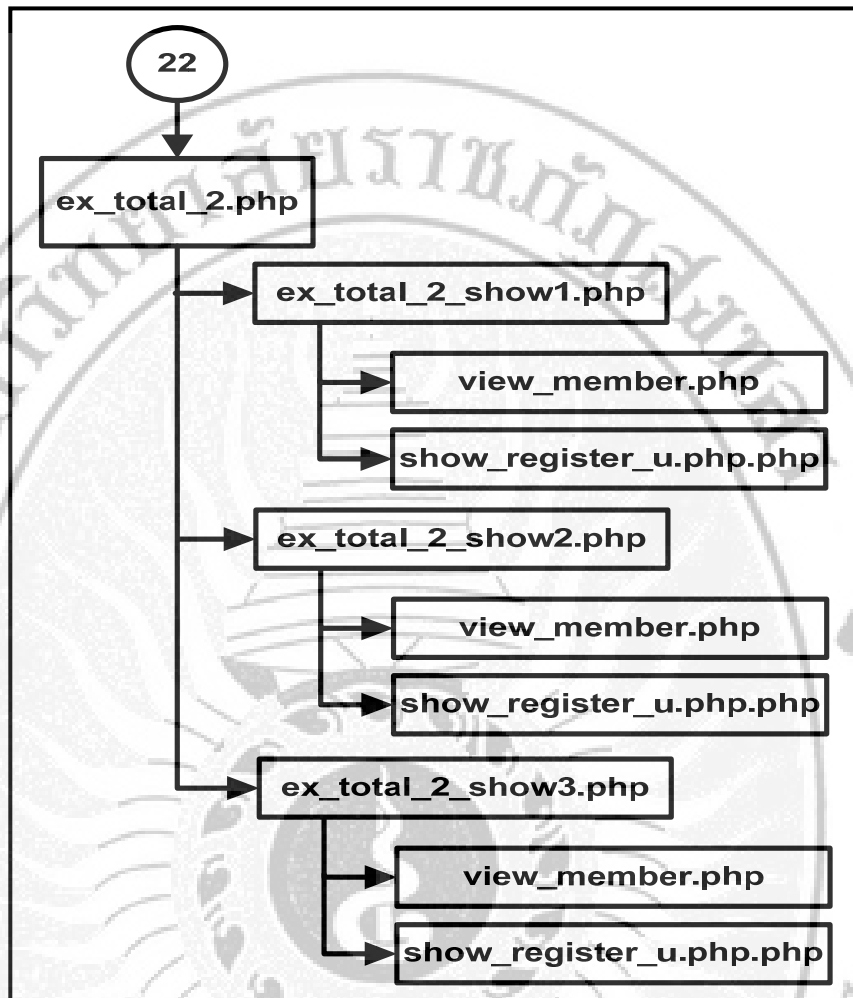 22
ex_total_2.php
ex_total_2_show1.php
view_member.php
show_register_u.php.php
ex_total_2_show2.php
view_member.php
show_register_u.php.php
ex_total_2_show3.php
view_member.php
show_register_u.php.php